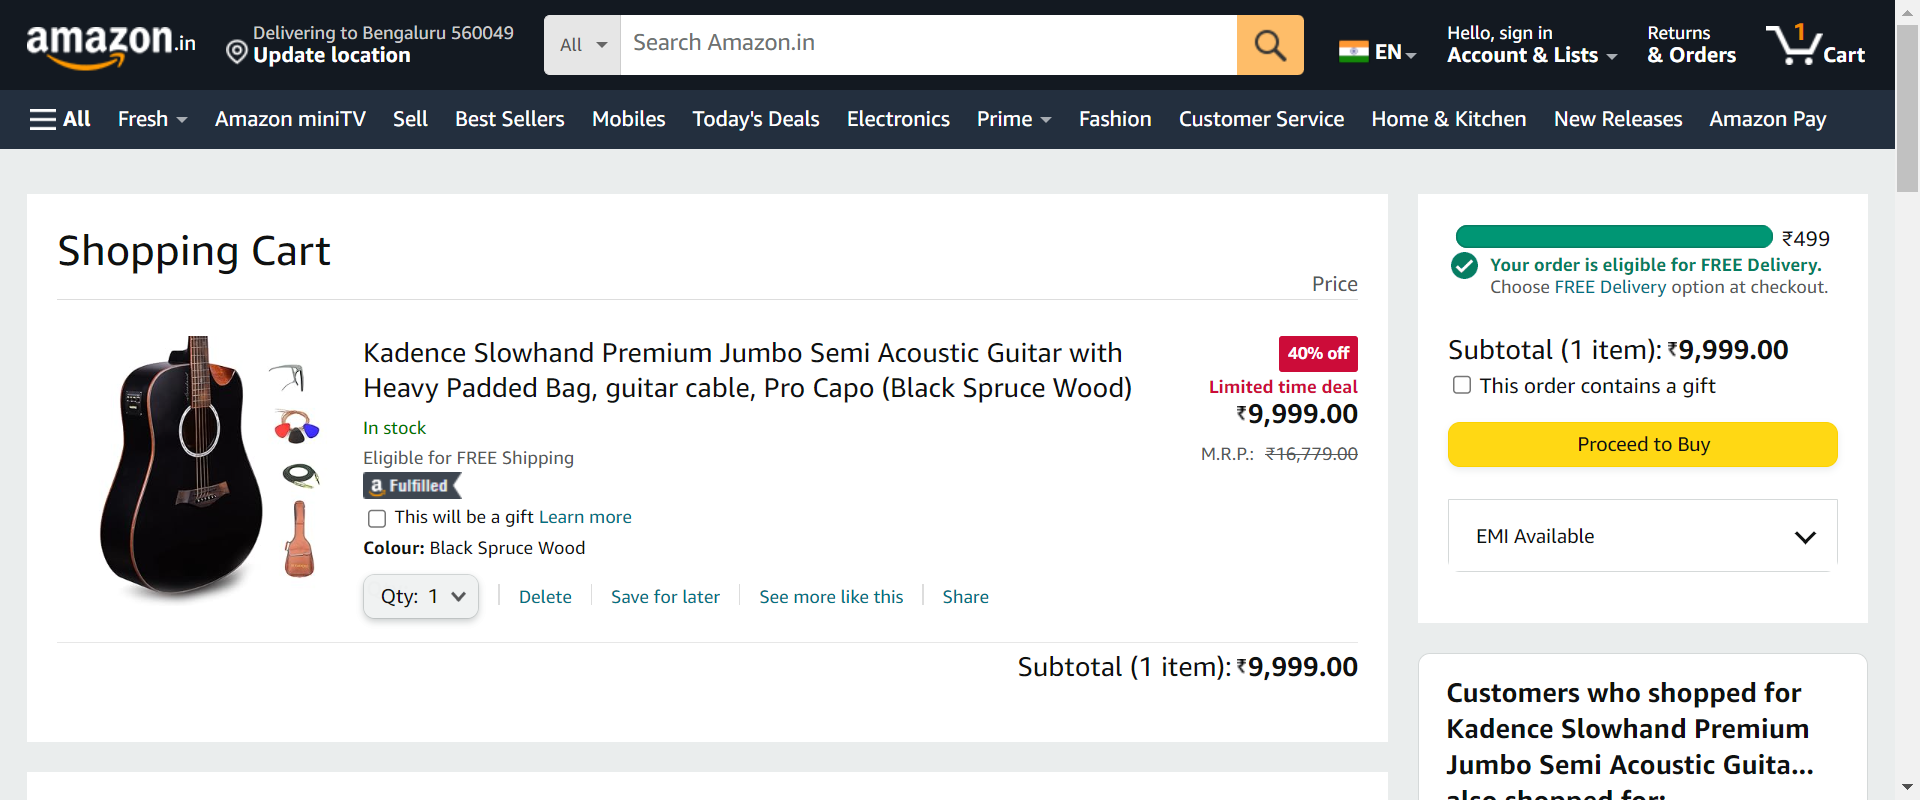 amazon.in
Delivering to Bengaluru 560049
Update location
All
Search Amazon.in
EN
Hello, sign in
Account & Lists
Returns
& Orders
1
Cart
All
Fresh
Amazon miniTV
Sell
Best Sellers
Mobiles
Today's Deals
Electronics
Prime
Fashion
Customer Service
Home & Kitchen
New Releases
Amazon Pay
Shopping Cart
Price
Kadence Slowhand Premium Jumbo Semi Acoustic Guitar with
Heavy Padded Bag, guitar cable, Pro Capo (Black Spruce Wood)
In stock
Eligible for FREE Shipping
a Fulfilled
This will be a gift Learn more
Colour: Black Spruce Wood
Qty: 1
Delete
Save for later
See more like this
Share
40% off
Limited time deal
₹9,999.00
M.R.P.: ₹16,779.00
Subtotal (1 item): ₹9,999.00
₹499
Your order is eligible for FREE Delivery.
Choose FREE Delivery option at checkout.
Subtotal (1 item): ₹9,999.00
This order contains a gift
Proceed to Buy
EMI Available
Customers who shopped for
Kadence Slowhand Premium
Jumbo Semi Acoustic Guita...
also shopped for: